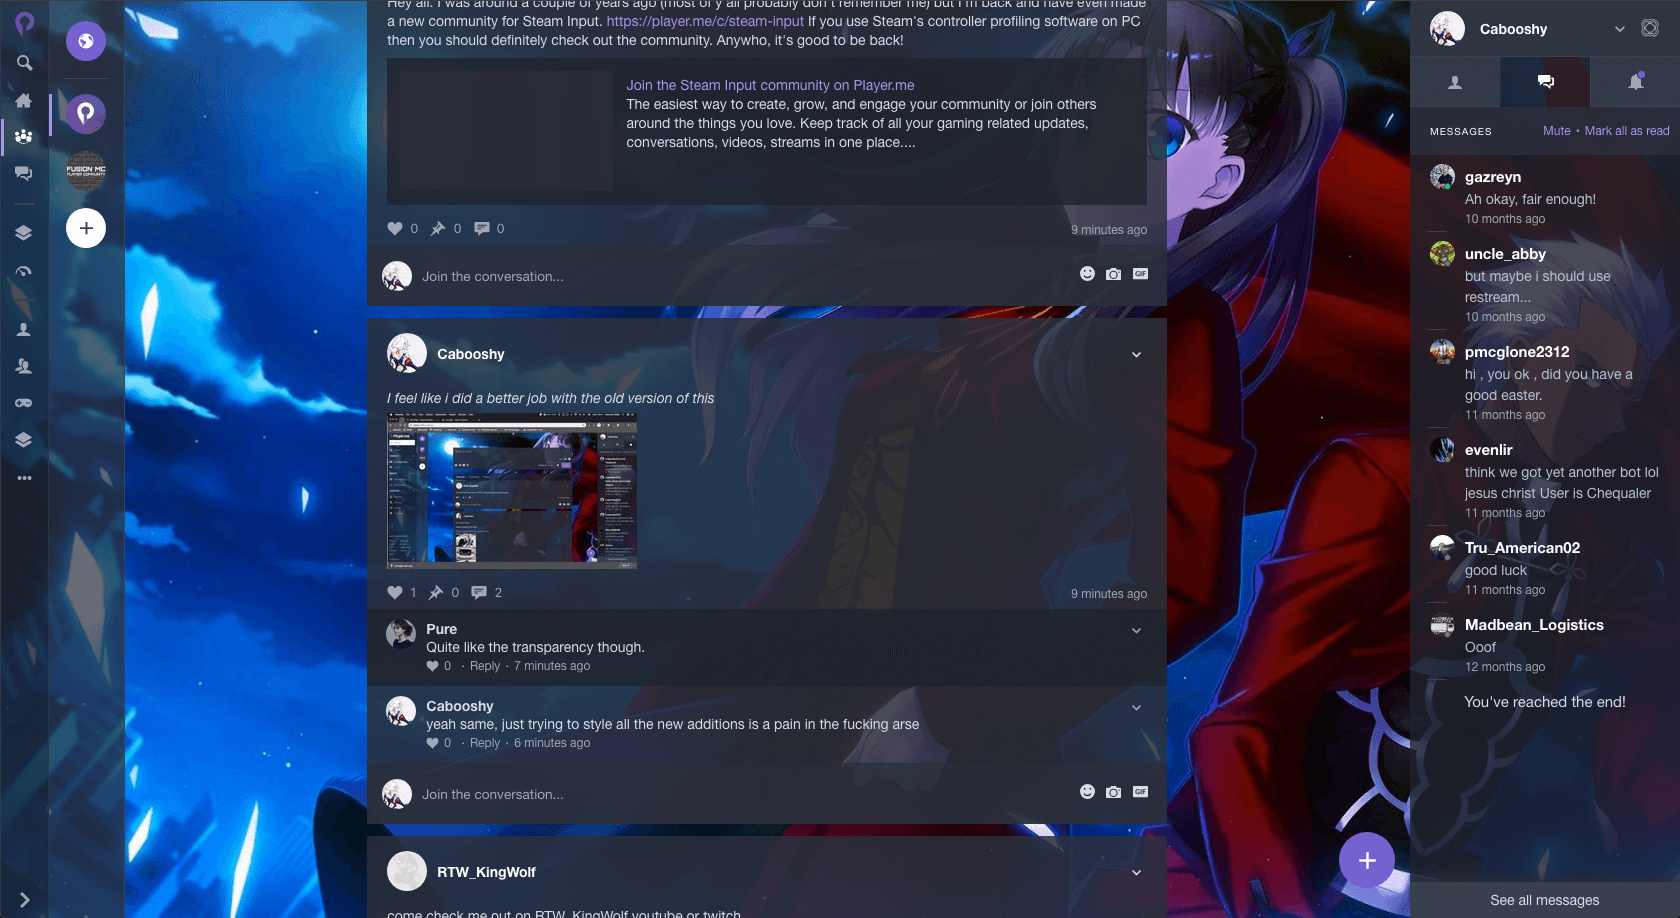 Hey all. I was around a couple of years ago (most of y'all probably don't remember me) but I'm back and have even made
a new community for Steam Input. https://player.me/c/steam-input If you use Steam's controller profiling software on PC
then you should definitely check out the community. Anywho, it's good to be back!
Join the Steam Input community on Player.me
The easiest way to create, grow, and engage your community or join others
around the things you love. Keep track of all your gaming related updates,
conversations, videos, streams in one place....
0 0 0
9 minutes ago
Join the conversation...
GIF
Cabooshy
I feel like i did a better job with the old version of this
1 0 2
9 minutes ago
Pure
Quite like the transparency though.
0 · Reply · 7 minutes ago
Cabooshy
yeah same, just trying to style all the new additions is a pain in the fucking arse
0 · Reply · 6 minutes ago
Join the conversation...
GIF
RTW_KingWolf
come check me out on RTW_KingWolf youtube or twitch
FUSION MC
PLAYER COMMUNITY
Cabooshy
MESSAGES
Mute • Mark all as read
gazreyn
Ah okay, fair enough!
10 months ago
uncle_abby
but maybe i should use
restream...
10 months ago
pmcglone2312
hi , you ok , did you have a
good easter.
11 months ago
evenlir
think we got yet another bot lol
jesus christ User is Chequaler
11 months ago
Tru_American02
good luck
11 months ago
Madbean_Logistics
Ooof
12 months ago
You've reached the end!
See all messages